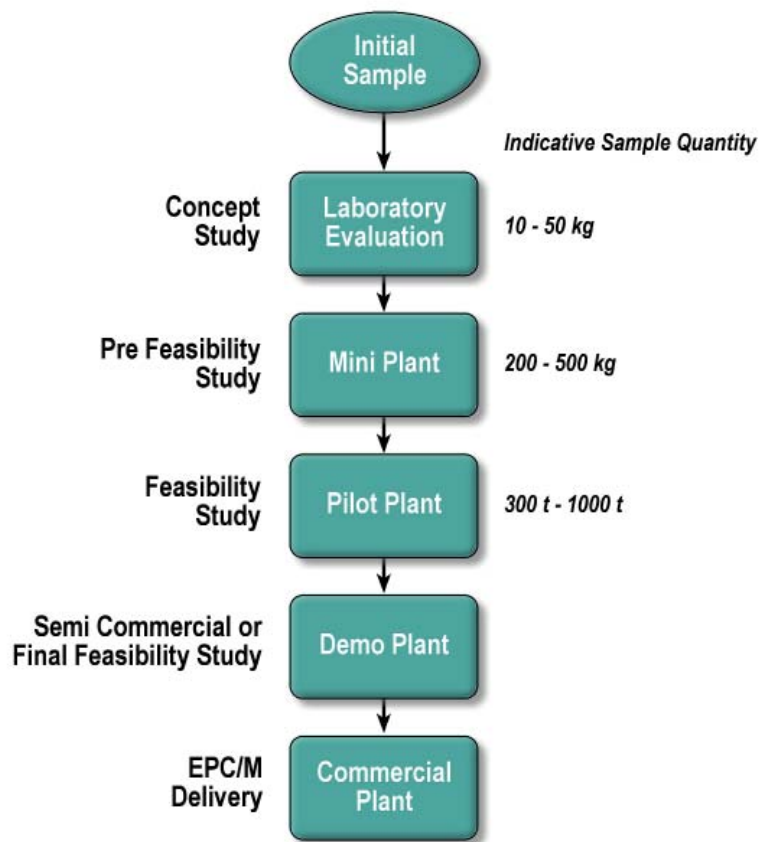 Initial
Sample
Indicative Sample Quantity
Concept
Study
Laboratory
Evaluation
10 - 50 kg
Pre Feasibility
Study
Mini Plant
200 - 500 kg
Feasibility
Study
Pilot Plant
300 t - 1000 t
Semi Commercial or
Final Feasibility Study
Demo Plant
EPC/M
Delivery
Commercial
Plant